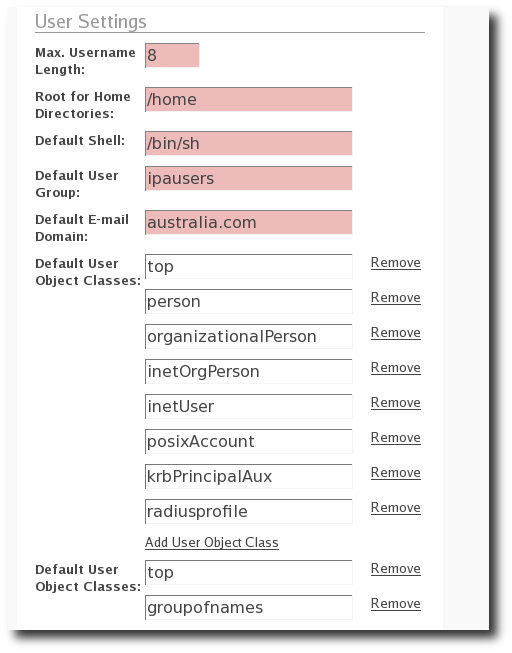 User Settings
Max. Username
Length:
8
Root for Home
Directories:
/home
Default Shell:
/bin/sh
Default User
Group:
ipausers
Default E-mail
Domain:
australia.com
Default User
Object Classes:
top Remove
person Remove
organizationalPerson Remove
inetOrgPerson Remove
inetUser Remove
posixAccount Remove
krbPrincipalAux Remove
radiusprofile Remove
Add User Object Class
Default User
Object Classes:
top Remove
groupofnames Remove